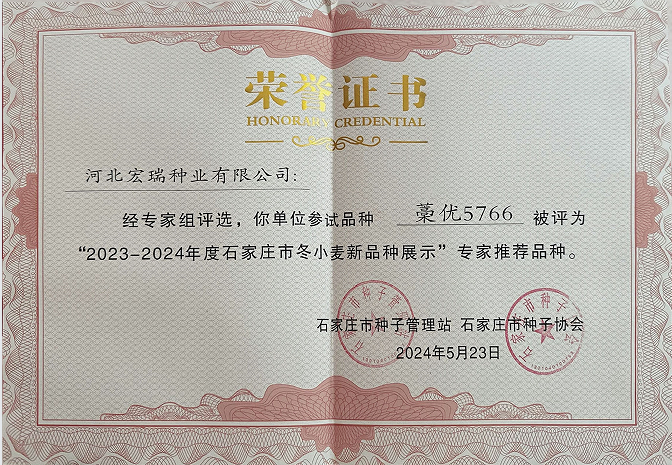 荣誉证书
HONORARY CREDENTIAL
河北宏瑞种业有限公司:
经专家组评选，你单位参试品种 藁优5766 被评为
“2023-2024年度石家庄市冬小麦新品种展示”专家推荐品种。
石家庄市种子管理站 石家庄市种子协会
2024年5月23日